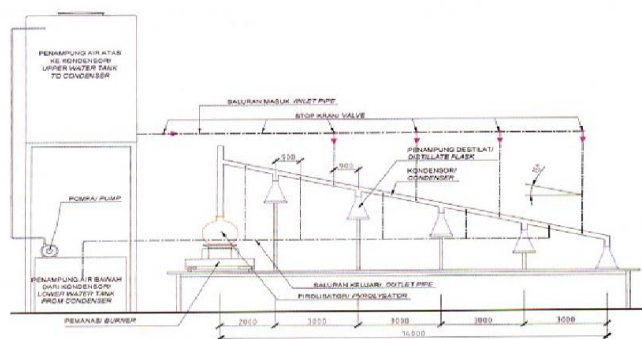 PENAMPUNG AIR ATAS
KE KONDENSOR/
UPPER WATER TANK
TO CONDENSER
SALURAN MASUK /INLET PIPE
STOP KRAN/ VALVE
900
900
PENAMPUNG DESTILAT/
DISTILLATE FLASK
KONDENSOR/
CONDENSER
POMPA/ PUMP
PENAMPUNG AIR BAWAH
DARI KONDENSOR/
LOWER WATER TANK
FROM CONDENSER
SALURAN KELUAR/ OUTLET PIPE
PIROLISATOR/ PYROLYSATOR
PEMANAS/ BURNER
2000
3000
3000
3000
3000
14000